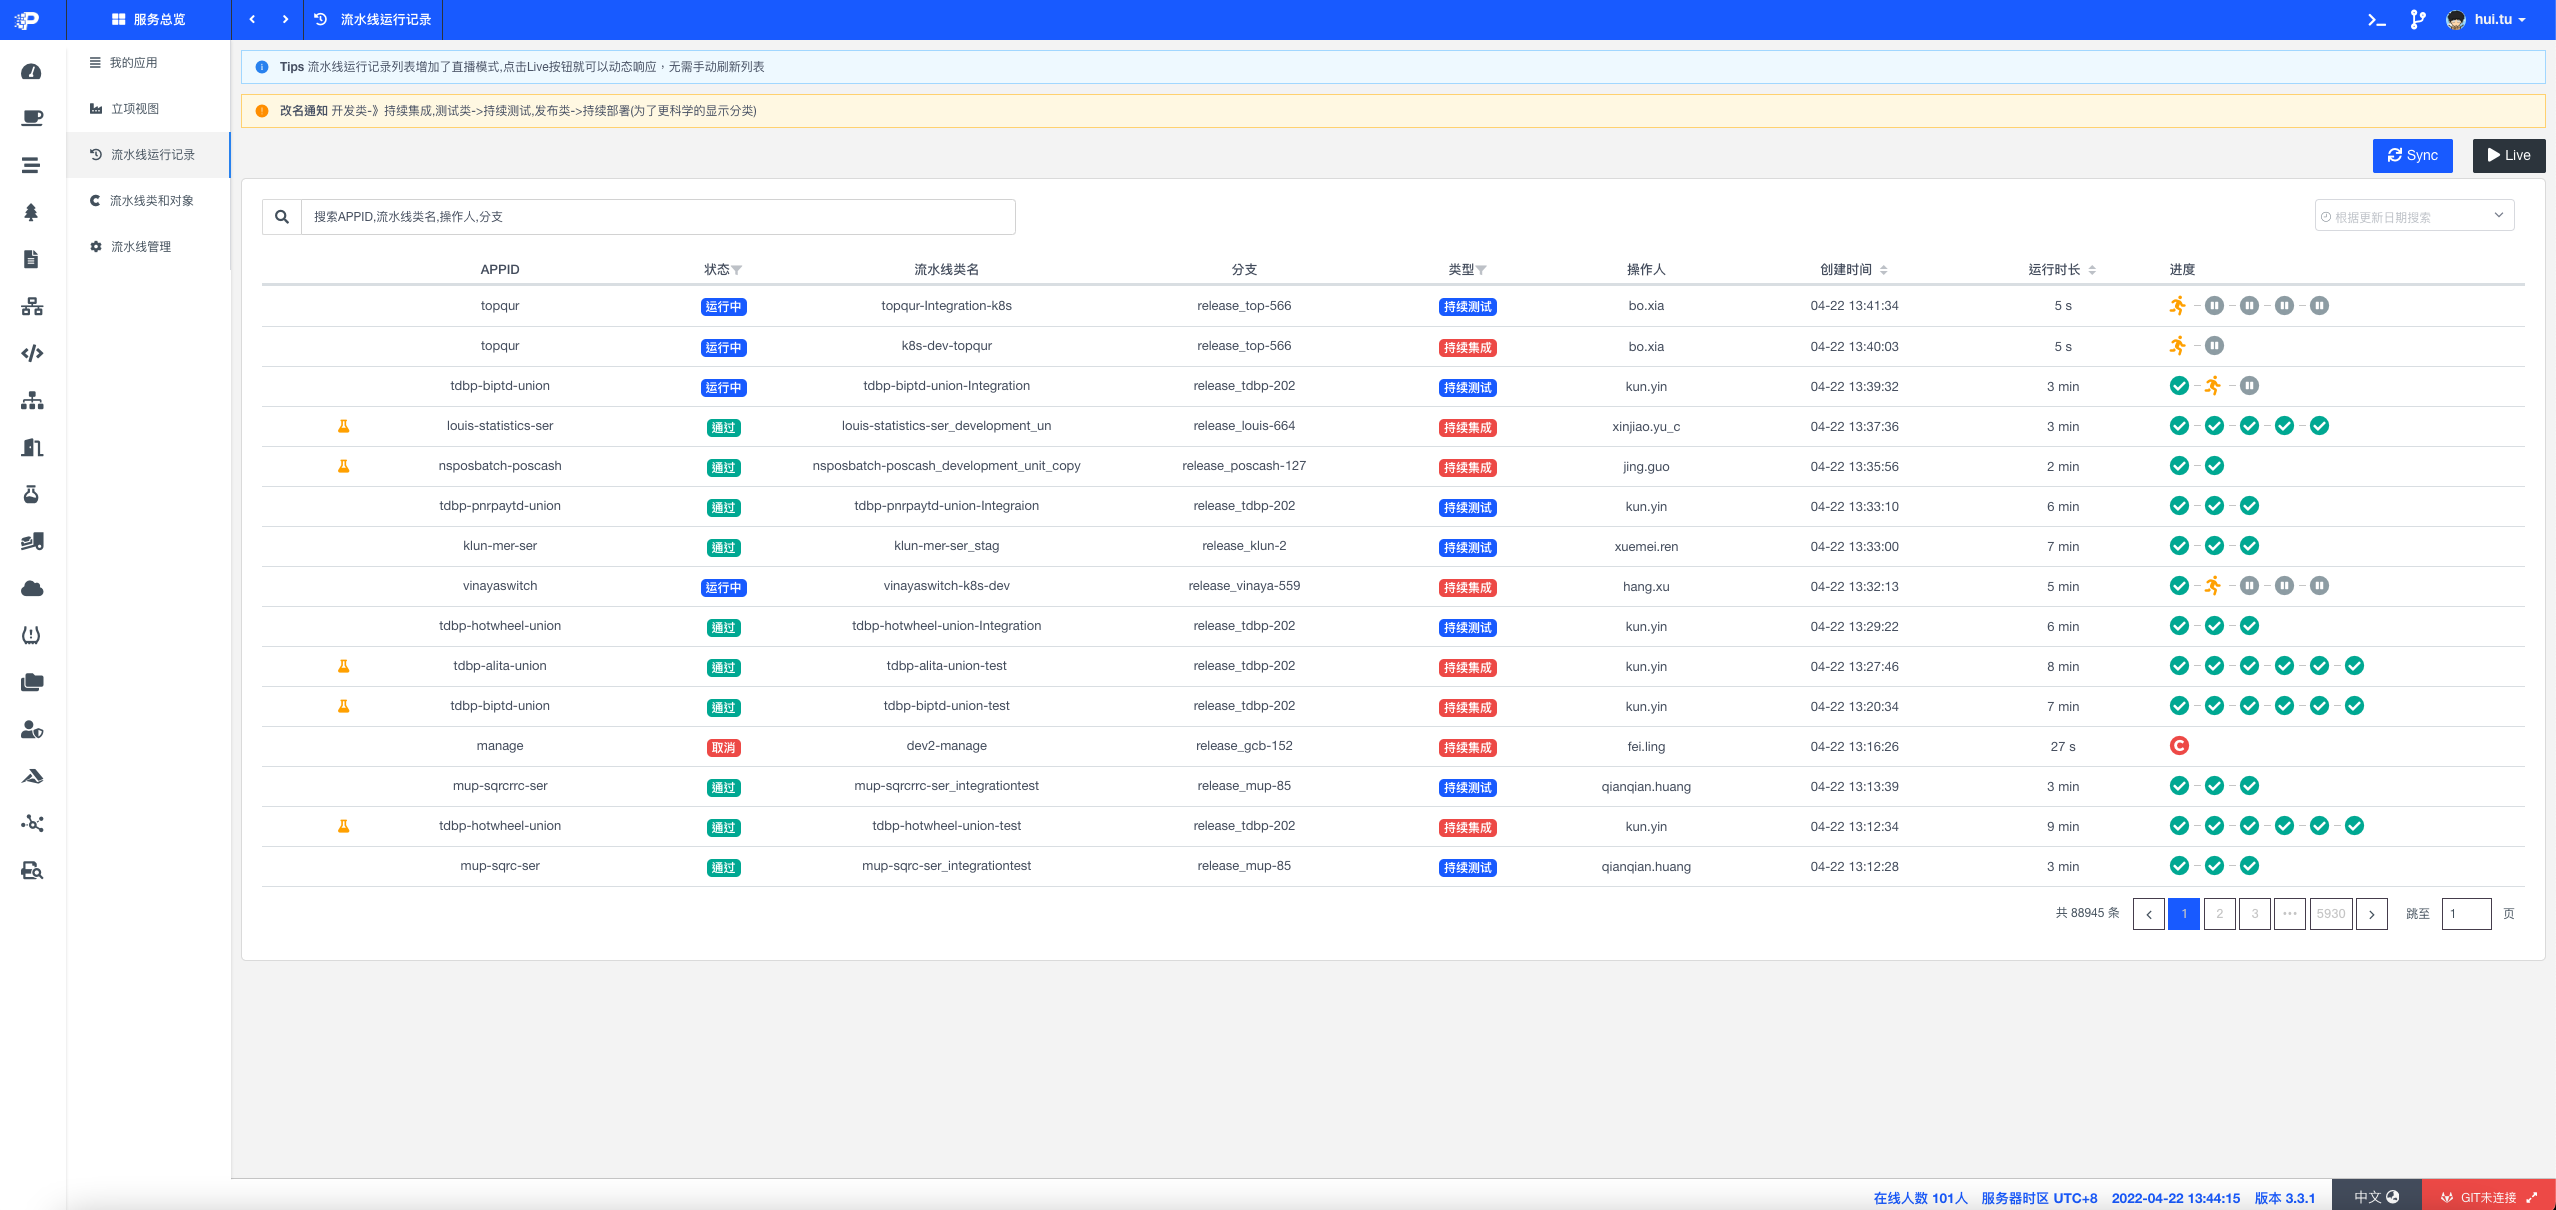 服务总览
流水线运行记录
hui.tu
我的应用
立项视图
流水线运行记录
流水线类和对象
流水线管理
Tips 流水线运行记录列表增加了直播模式,点击Live按钮就可以动态响应，无需手动刷新列表
改名通知 开发类-》持续集成,测试类->持续测试,发布类->持续部署(为了更科学的显示分类)
Sync
Live
搜索APPID,流水线类名,操作人,分支
根据更新日期搜索
APPID 状态 流水线类名 分支 类型 操作人 创建时间 运行时长 进度
topqur 运行中 topqur-Integration-k8s release_top-566 持续测试 bo.xia 04-22 13:41:34 5 s
topqur 运行中 k8s-dev-topqur release_top-566 持续集成 bo.xia 04-22 13:40:03 5 s
tdbp-biptd-union 运行中 tdbp-biptd-union-Integration release_tdbp-202 持续测试 kun.yin 04-22 13:39:32 3 min
louis-statistics-ser 通过 louis-statistics-ser_development_un release_louis-664 持续集成 xinjiao.yu_c 04-22 13:37:36 3 min
nsposbatch-poscash 通过 nsposbatch-poscash_development_unit_copy release_poscash-127 持续集成 jing.guo 04-22 13:35:56 2 min
tdbp-pnrpaytd-union 通过 tdbp-pnrpaytd-union-Integraion release_tdbp-202 持续测试 kun.yin 04-22 13:33:10 6 min
klun-mer-ser 通过 klun-mer-ser_stag release_klun-2 持续测试 xuemei.ren 04-22 13:33:00 7 min
vinayaswitch 运行中 vinayaswitch-k8s-dev release_vinaya-559 持续集成 hang.xu 04-22 13:32:13 5 min
tdbp-hotwheel-union 通过 tdbp-hotwheel-union-Integration release_tdbp-202 持续测试 kun.yin 04-22 13:29:22 6 min
tdbp-alita-union 通过 tdbp-alita-union-test release_tdbp-202 持续集成 kun.yin 04-22 13:27:46 8 min
tdbp-biptd-union 通过 tdbp-biptd-union-test release_tdbp-202 持续集成 kun.yin 04-22 13:20:34 7 min
manage 取消 dev2-manage release_gcb-152 持续集成 fei.ling 04-22 13:16:26 27 s
mup-sqrcrrc-ser 通过 mup-sqrcrrc-ser_integrationtest release_mup-85 持续测试 qianqian.huang 04-22 13:13:39 3 min
tdbp-hotwheel-union 通过 tdbp-hotwheel-union-test release_tdbp-202 持续集成 kun.yin 04-22 13:12:34 9 min
mup-sqrc-ser 通过 mup-sqrc-ser_integrationtest release_mup-85 持续测试 qianqian.huang 04-22 13:12:28 3 min
共 88945 条 1 2 3 ••• 5930 跳至 1 页
在线人数 101人 服务器时区 UTC+8 2022-04-22 13:44:15 版本 3.3.1 中文 GIT未连接